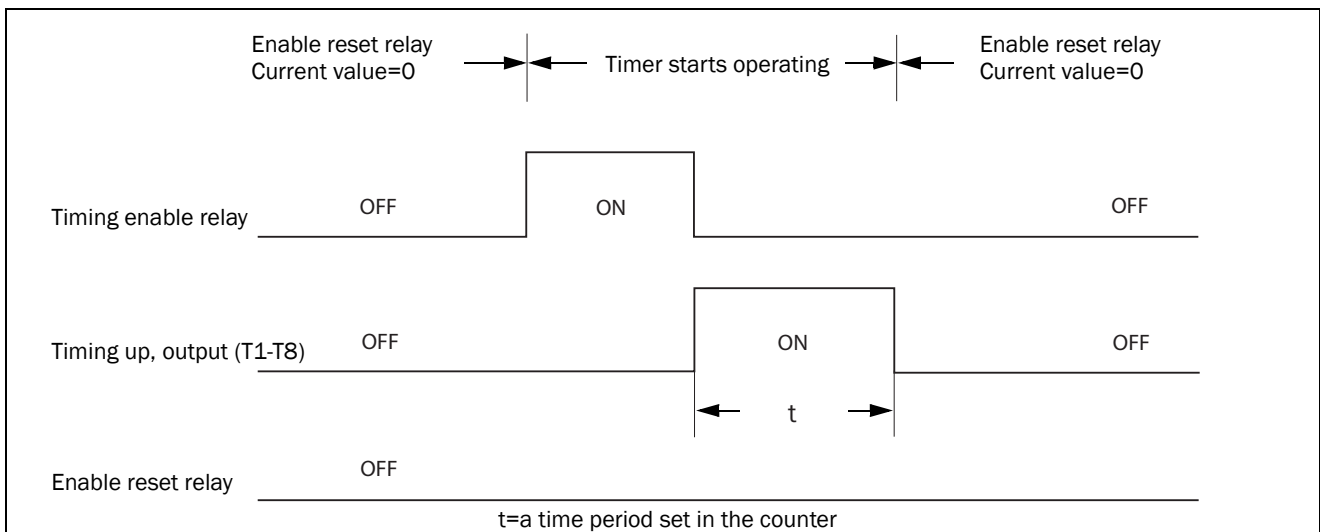 Enable reset relay
Current value=0
Timer starts operating
Enable reset relay
Current value=0
Timing enable relay
OFF
ON
OFF
Timing up, output (T1-T8)
OFF
ON
OFF
t
Enable reset relay
OFF
t=a time period set in the counter